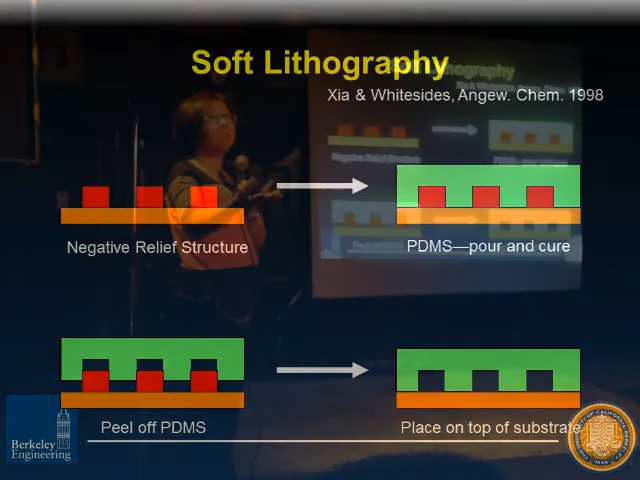 Soft Lithography
Xia & Whitesides, Angew. Chem. 1998
Negative Relief Structure
PDMS—pour and cure
Peel off PDMS
Place on top of substrate
Berkeley
Engineering